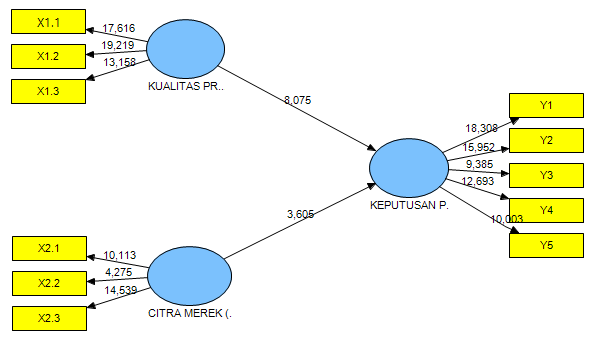 X1.1
17,616
X1.2
19,219
X1.3
13,158
KUALITAS PR..
8,075
Y1
18,308
Y2
15,952
Y3
9,385
Y4
12,693
Y5
10,003
KEPUTUSAN P.
3,605
X2.1
10,113
X2.2
4,275
X2.3
14,539
CITRA MEREK (.